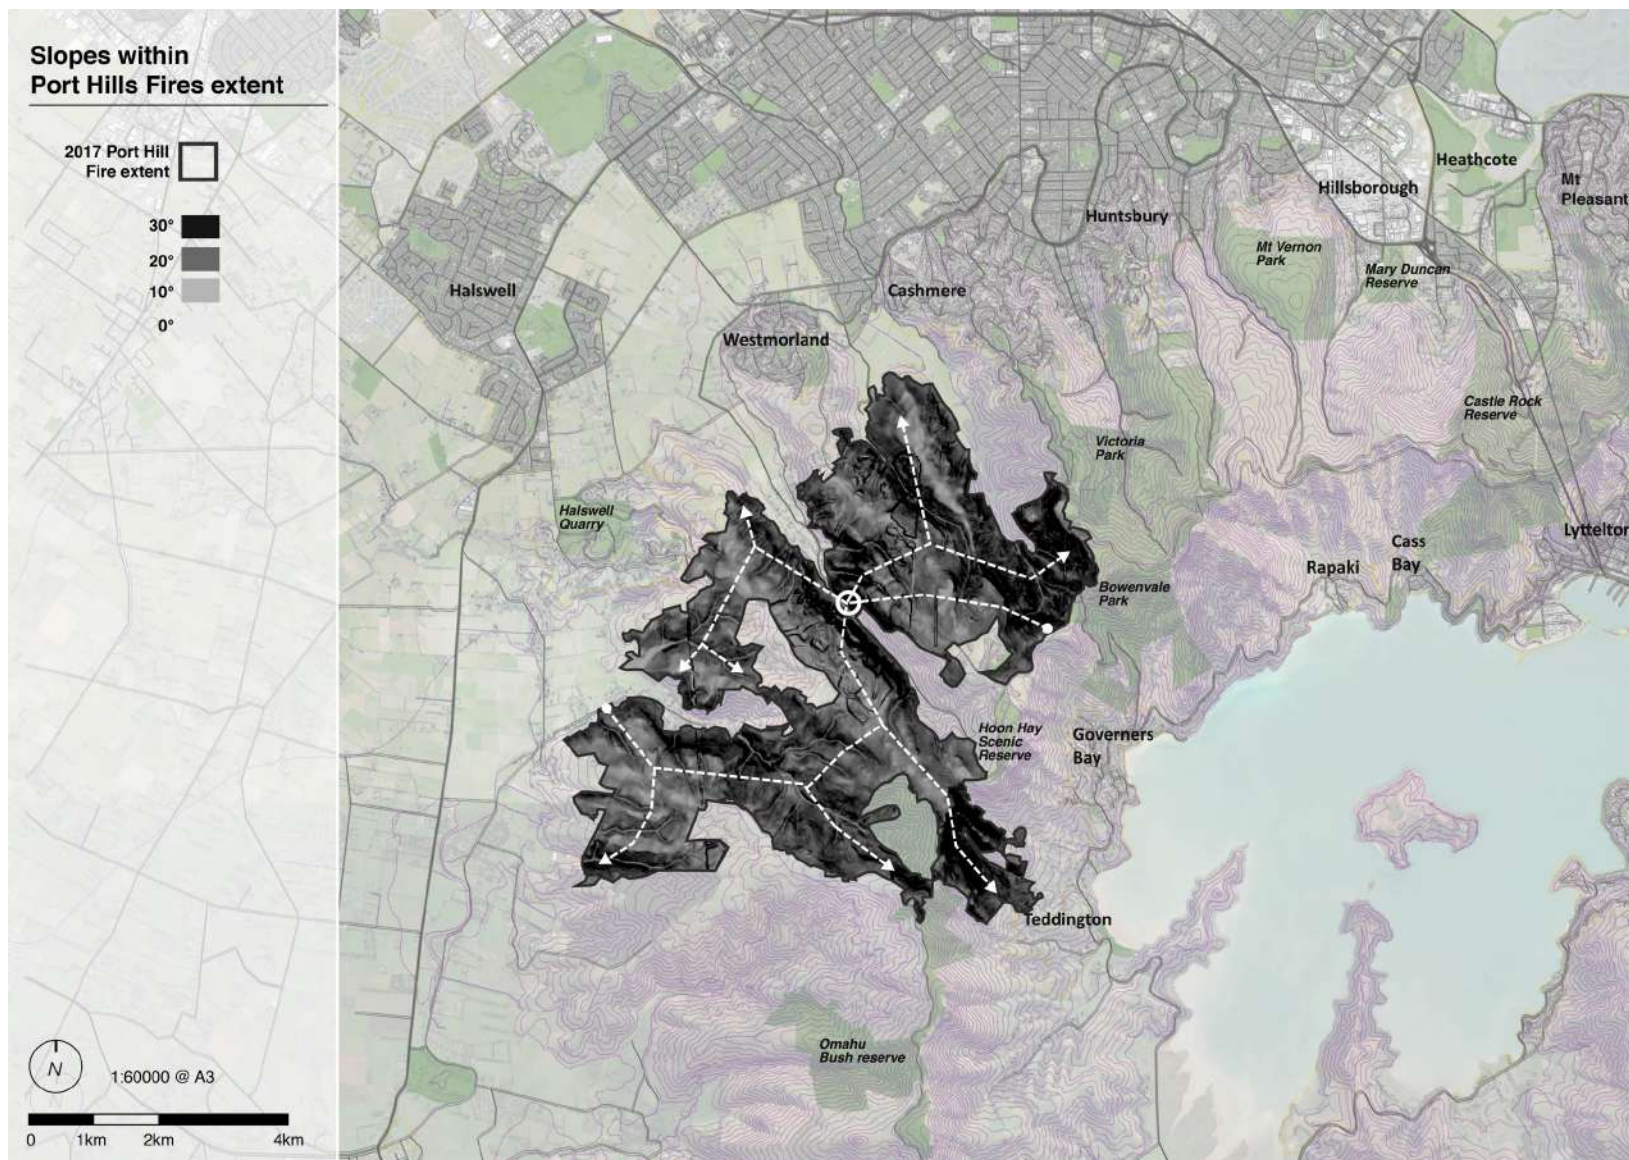 Slopes within
Port Hills Fires extent
2017 Port Hill
Fire extent
30°
20°
10°
0°
N
1:60000 @ A3
0 1km 2km 4km
Heathcote
Mt
Pleasant
Hillsborough
Huntsbury
Mt Vernon
Park
Mary Duncan
Reserve
Halswell
Cashmere
Westmorland
Castle Rock
Reserve
Victoria
Park
Halswell
Quarry
Lyttelton
Cass
Bay
Rapaki
Bowenvale
Park
Hoon Hay
Scenic
Reserve
Governers
Bay
Teddington
Omahu
Bush reserve